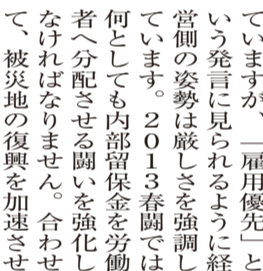 ていますが、「雇用優先」と
いう発言に見られるように経
営側の姿勢は厳しさを強調し
ています。２０１３春闘では
何としても内部留保金を労働
者へ分配させる闘いを強化し
なければなりません。合わせ
て、被災地の復興を加速させ